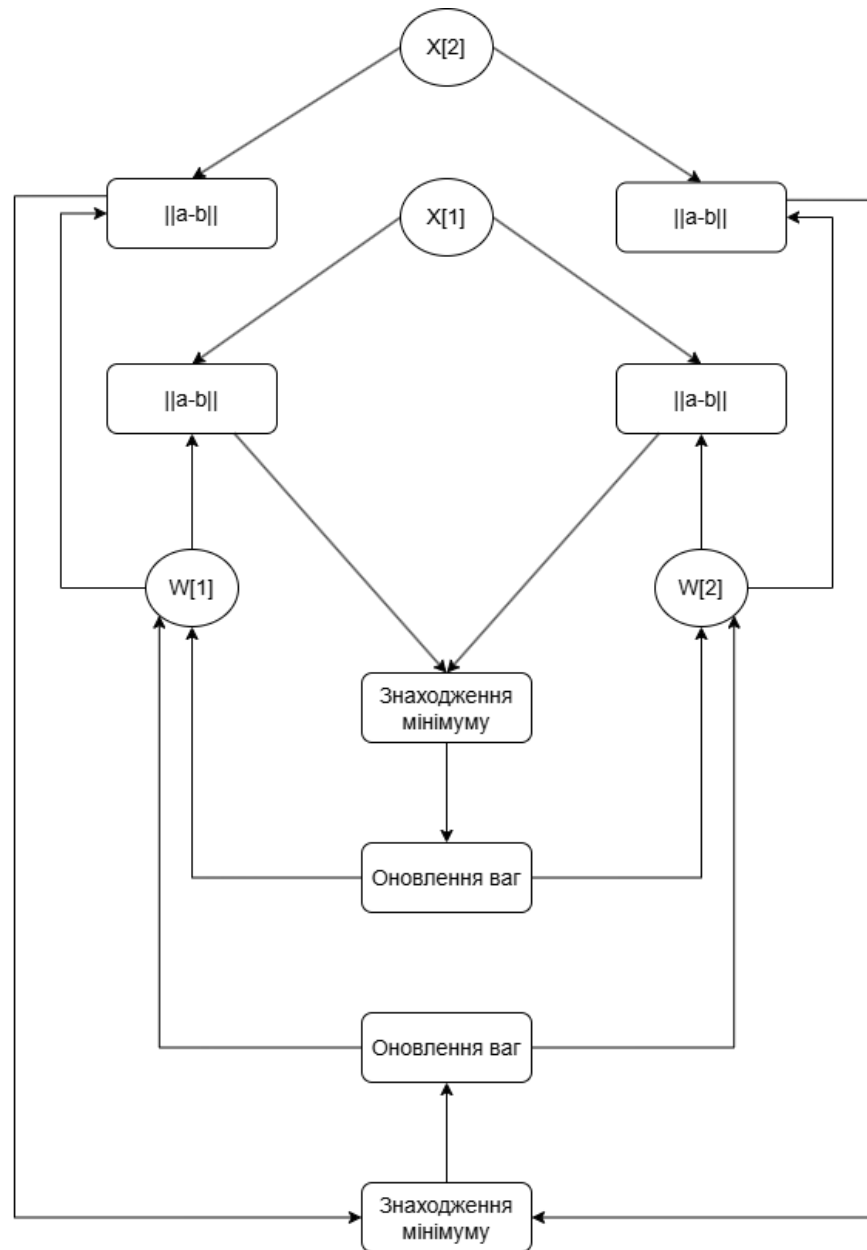 X[2]
||a-b||
X[1]
||a-b||
||a-b||
||a-b||
W[1]
W[2]
Знаходження
мінімуму
Оновлення ваг
Оновлення ваг
Знаходження
мінімуму